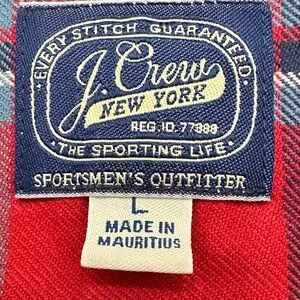 · EVERY STITCH GUARANTEED ·
J. Crew
NEW YORK
REG. ID. 77388
THE SPORTING LIFE
SPORTSMEN'S OUTFITTER
L
MADE IN
MAURITIUS